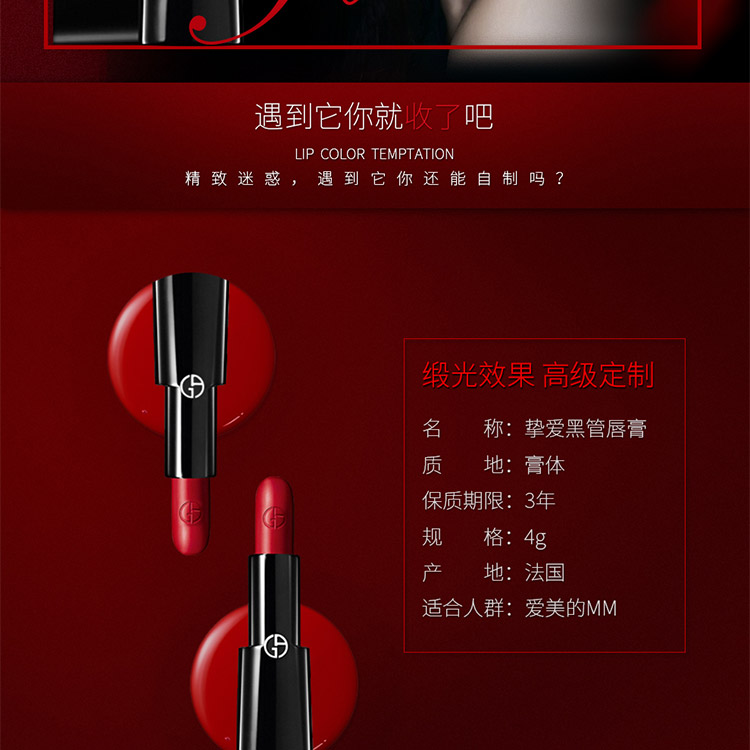 遇到它你就收了吧
LIP COLOR TEMPTATION
精致迷惑，遇到它你还能自制吗？
缎光效果 高级定制
名 称：挚爱黑管唇膏
质 地：膏体
保质期限：3年
规 格：4g
产 地：法国
适合人群：爱美的MM